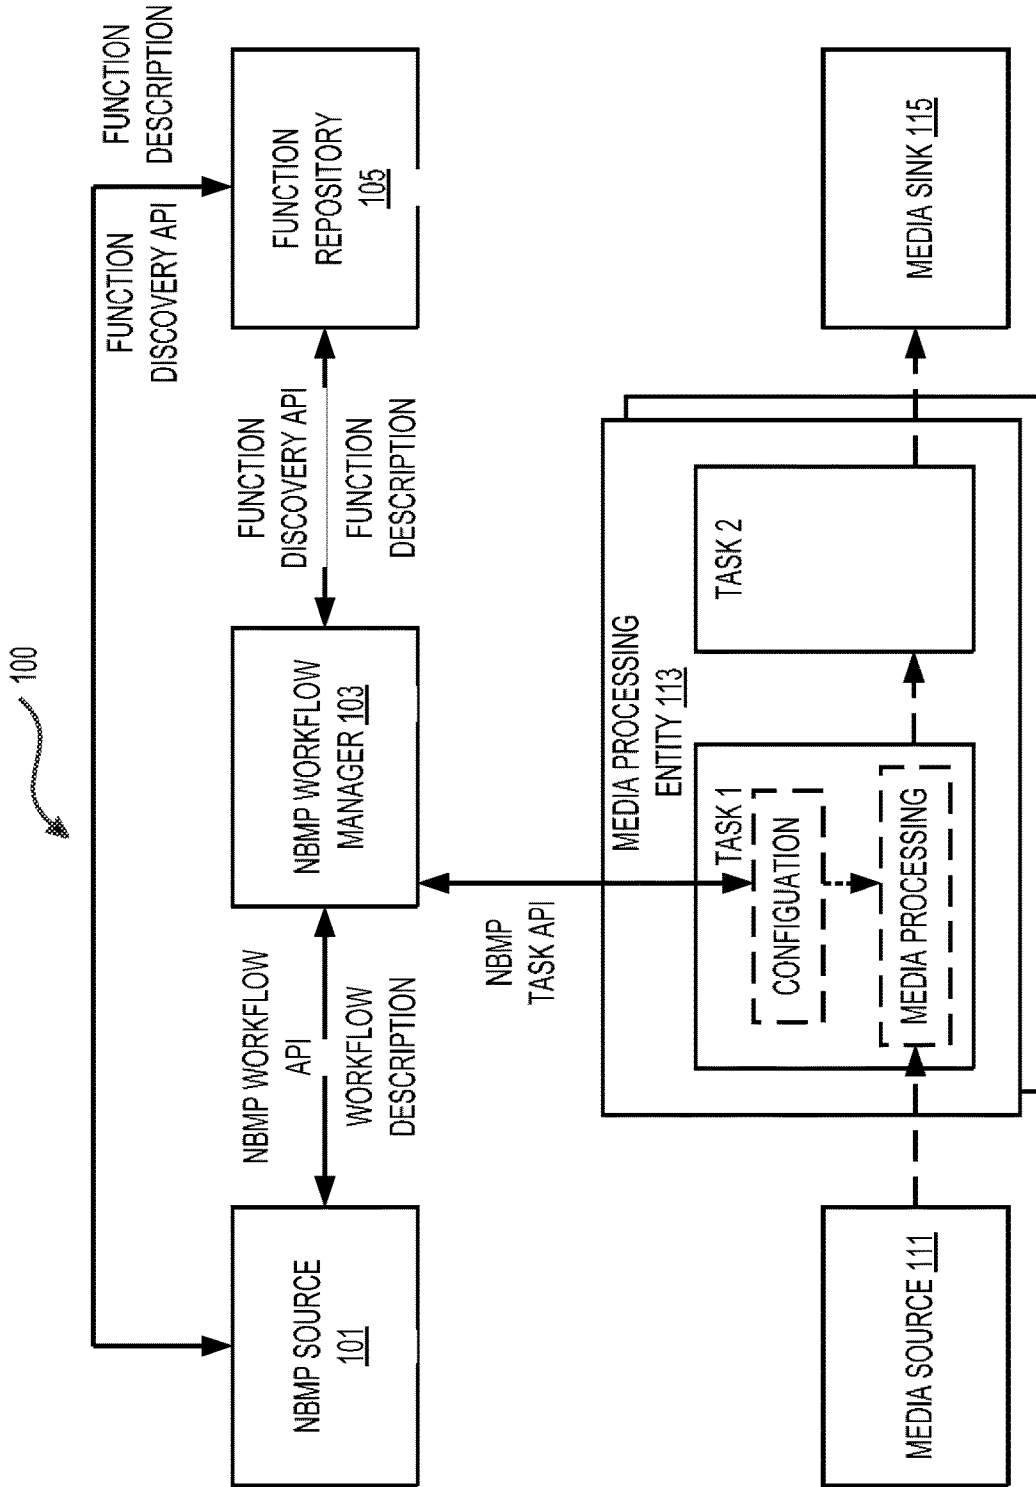 100
FUNCTION
DISCOVERY API
FUNCTION
DESCRIPTION
NBMP SOURCE
101
NBMP WORKFLOW
API
WORKFLOW
DESCRIPTION
NBMP WORKFLOW
MANAGER 103
FUNCTION
DISCOVERY API
FUNCTION
DESCRIPTION
FUNCTION
REPOSITORY
105
NBMP
TASK API
MEDIA PROCESSING
ENTITY 113
TASK 1
CONFIGUATION
MEDIA PROCESSING
TASK 2
MEDIA SOURCE 111
MEDIA SINK 115